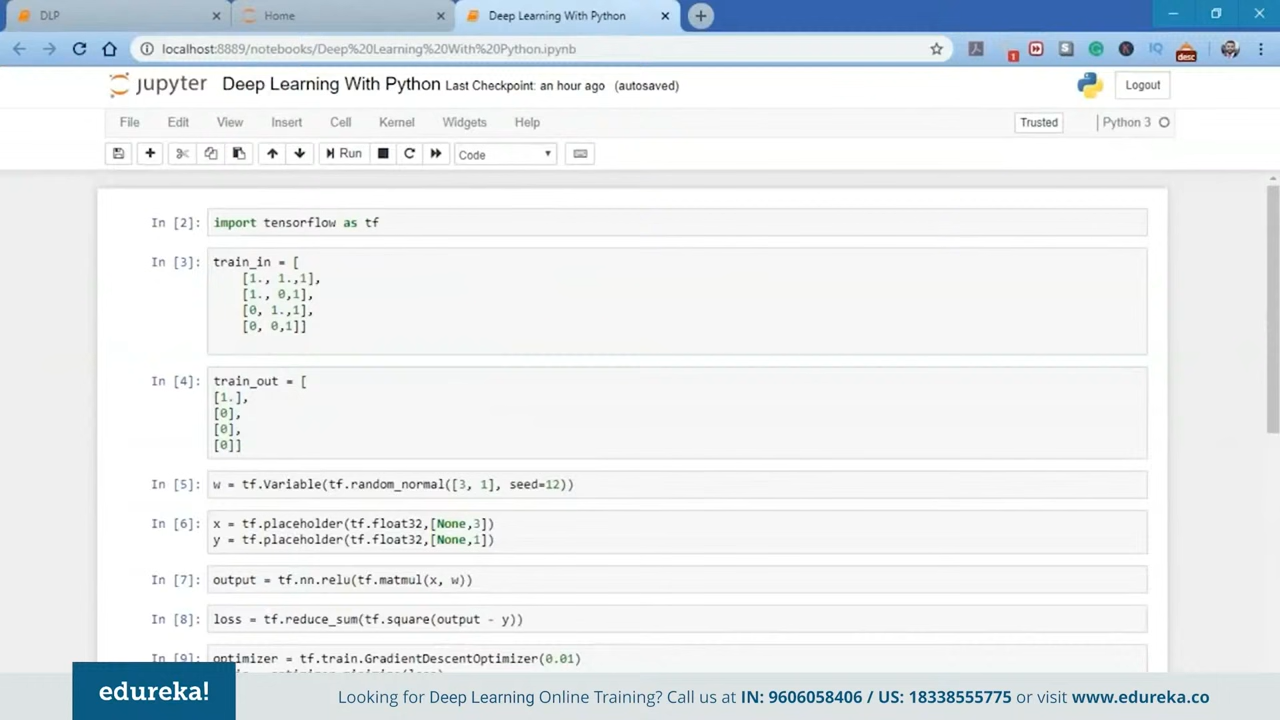 DLP
Home
Deep Learning With Python
localhost:8889/notebooks/Deep%20Learning%20With%20Python.ipynb
1
S
K
IQ
desc
jupyter Deep Learning With Python Last Checkpoint: an hour ago (autosaved)
Logout
File Edit View Insert Cell Kernel Widgets Help
Trusted
Python 3
Run
Code
In [2]: import tensorflow as tf
In [3]: train_in = [
[1., 1.,1],
[1., 0,1],
[0, 1.,1],
[0, 0,1]]
In [4]: train_out = [
[1.],
[0],
[0],
[0]]
In [5]: w = tf.Variable(tf.random_normal([3, 1], seed=12))
In [6]: x = tf.placeholder(tf.float32,[None,3])
y = tf.placeholder(tf.float32,[None,1])
In [7]: output = tf.nn.relu(tf.matmul(x, w))
In [8]: loss = tf.reduce_sum(tf.square(output - y))
In [9]: optimizer = tf.train.GradientDescentOptimizer(0.01)
edureka!
Looking for Deep Learning Online Training? Call us at IN: 9606058406 / US: 18338555775 or visit www.edureka.co